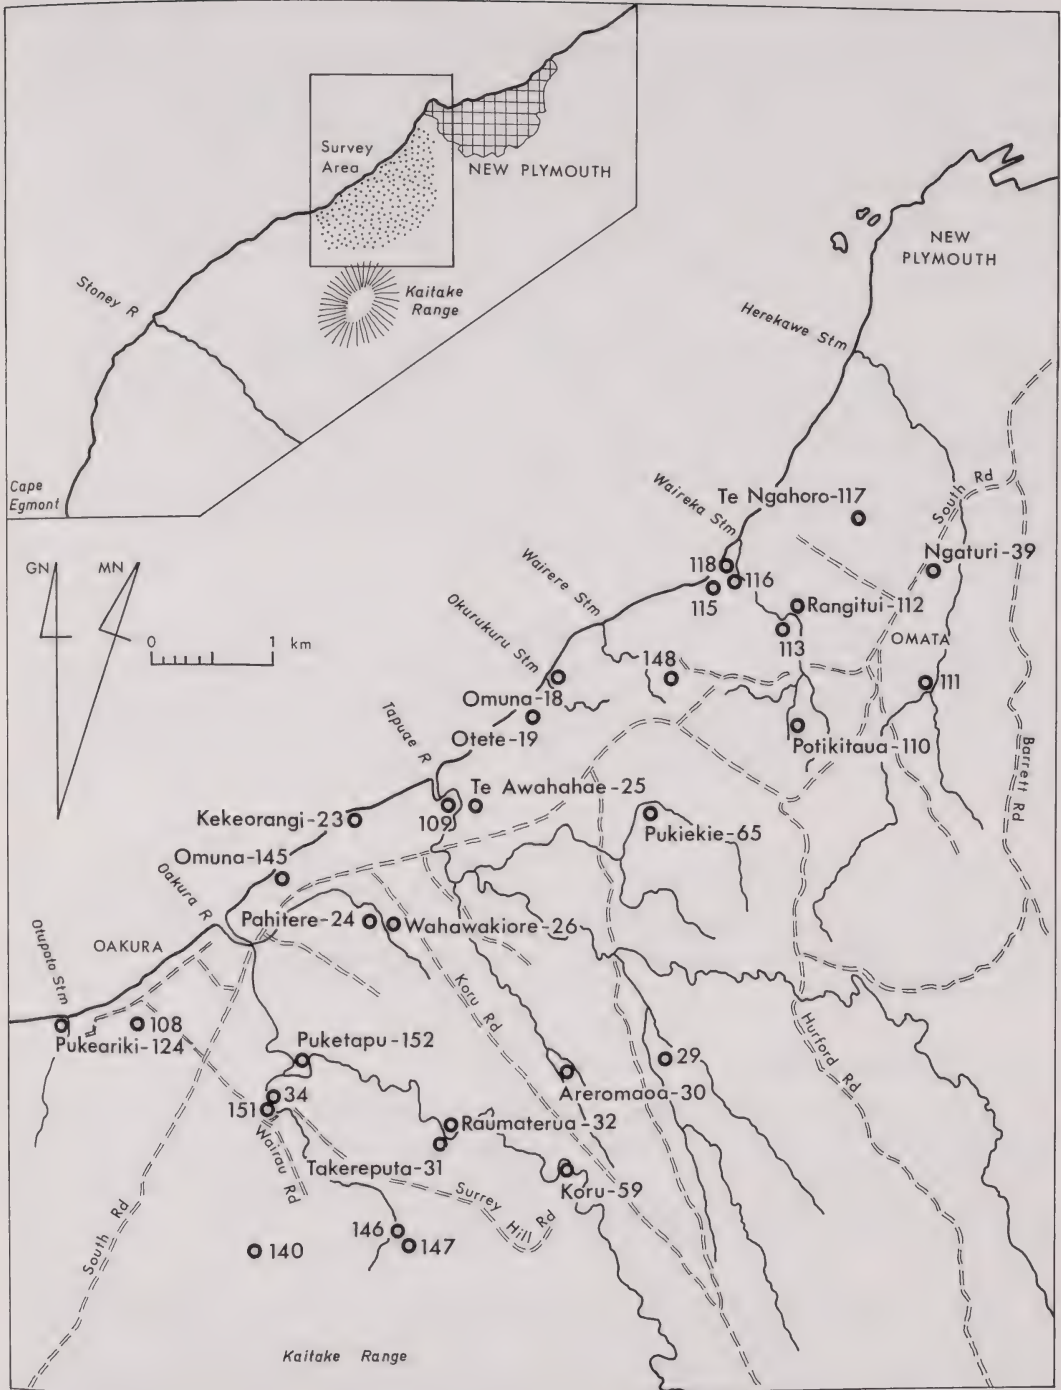 Survey
Area
NEW PLYMOUTH
Kaitake
Range
Stoney R
Cape
Egmont
NEW
PLYMOUTH
Herekawe Stm
GN
MN
0 1 km
Te Ngahoro-117
South Rd
Waireka Stm
Ngaturi-39
118
116
115
Rangitui-112
113
OMATA
Wairere Stm
Okurukuru Stm
148
111
Omuna-18
Otete-19
Potikitaua-110
Barrett Rd
Tapuae R
Te Awahahae-25
109
Kekeorangi-23
Pukiekie-65
Omuna-145
Oakura R
Pahitere-24
Wahawakiore-26
OAKURA
Otupoto Stm
Koru Rd
108
Pukeariki-124
Hurford Rd
Puketapu-152
29
Areromaoa-30
34
151
Raumaterua-32
Wairau Rd
Takereputa-31
Koru-59
Surrey Hill Rd
South Rd
146
147
140
Kaitake Range